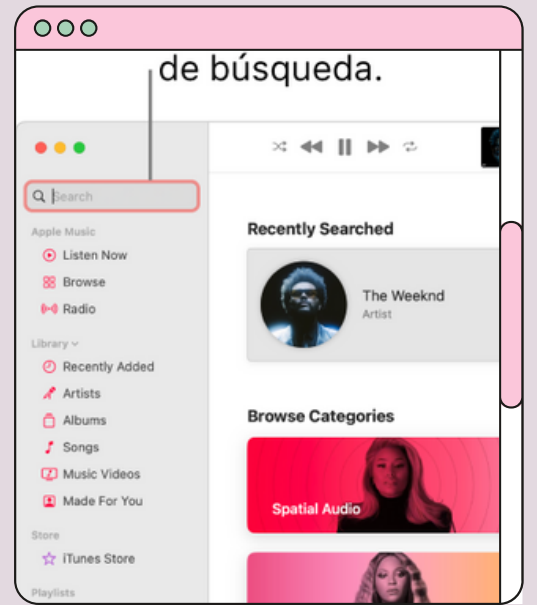 de búsqueda.
Search
Apple Music
Listen Now
Browse
Radio
Library
Recently Added
Artists
Albums
Songs
Music Videos
Made For You
Store
iTunes Store
Playlists
Recently Searched
The Weeknd
Artist
Browse Categories
Spatial Audio